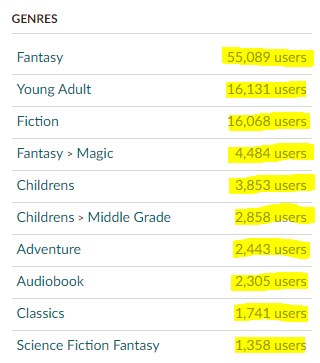 GENRES
Fantasy 55,089 users
Young Adult 16,131 users
Fiction 16,068 users
Fantasy > Magic 4,484 users
Childrens 3,853 users
Childrens > Middle Grade 2,858 users
Adventure 2,443 users
Audiobook 2,305 users
Classics 1,741 users
Science Fiction Fantasy 1,358 users